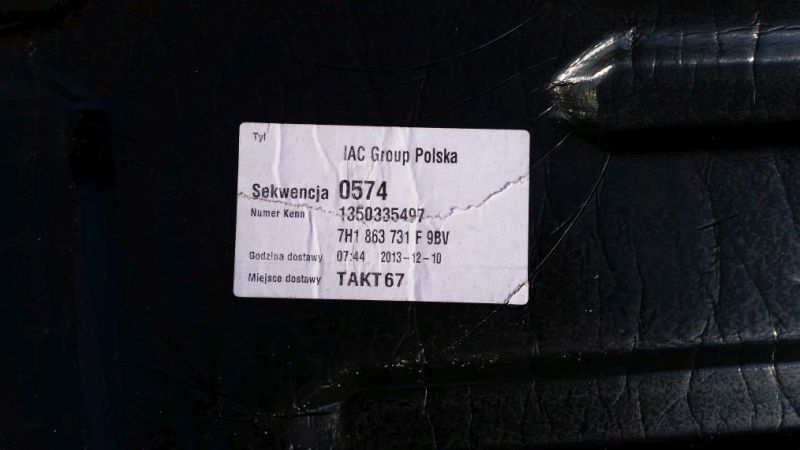 Tyl
IAC Group Polska
Sekwencja 0574
Numer Kenn 1350335497
7H1 863 731 F 9BV
Godzina dostawy 07:44 2013-12-10
Miejsce dostawy TAKT67